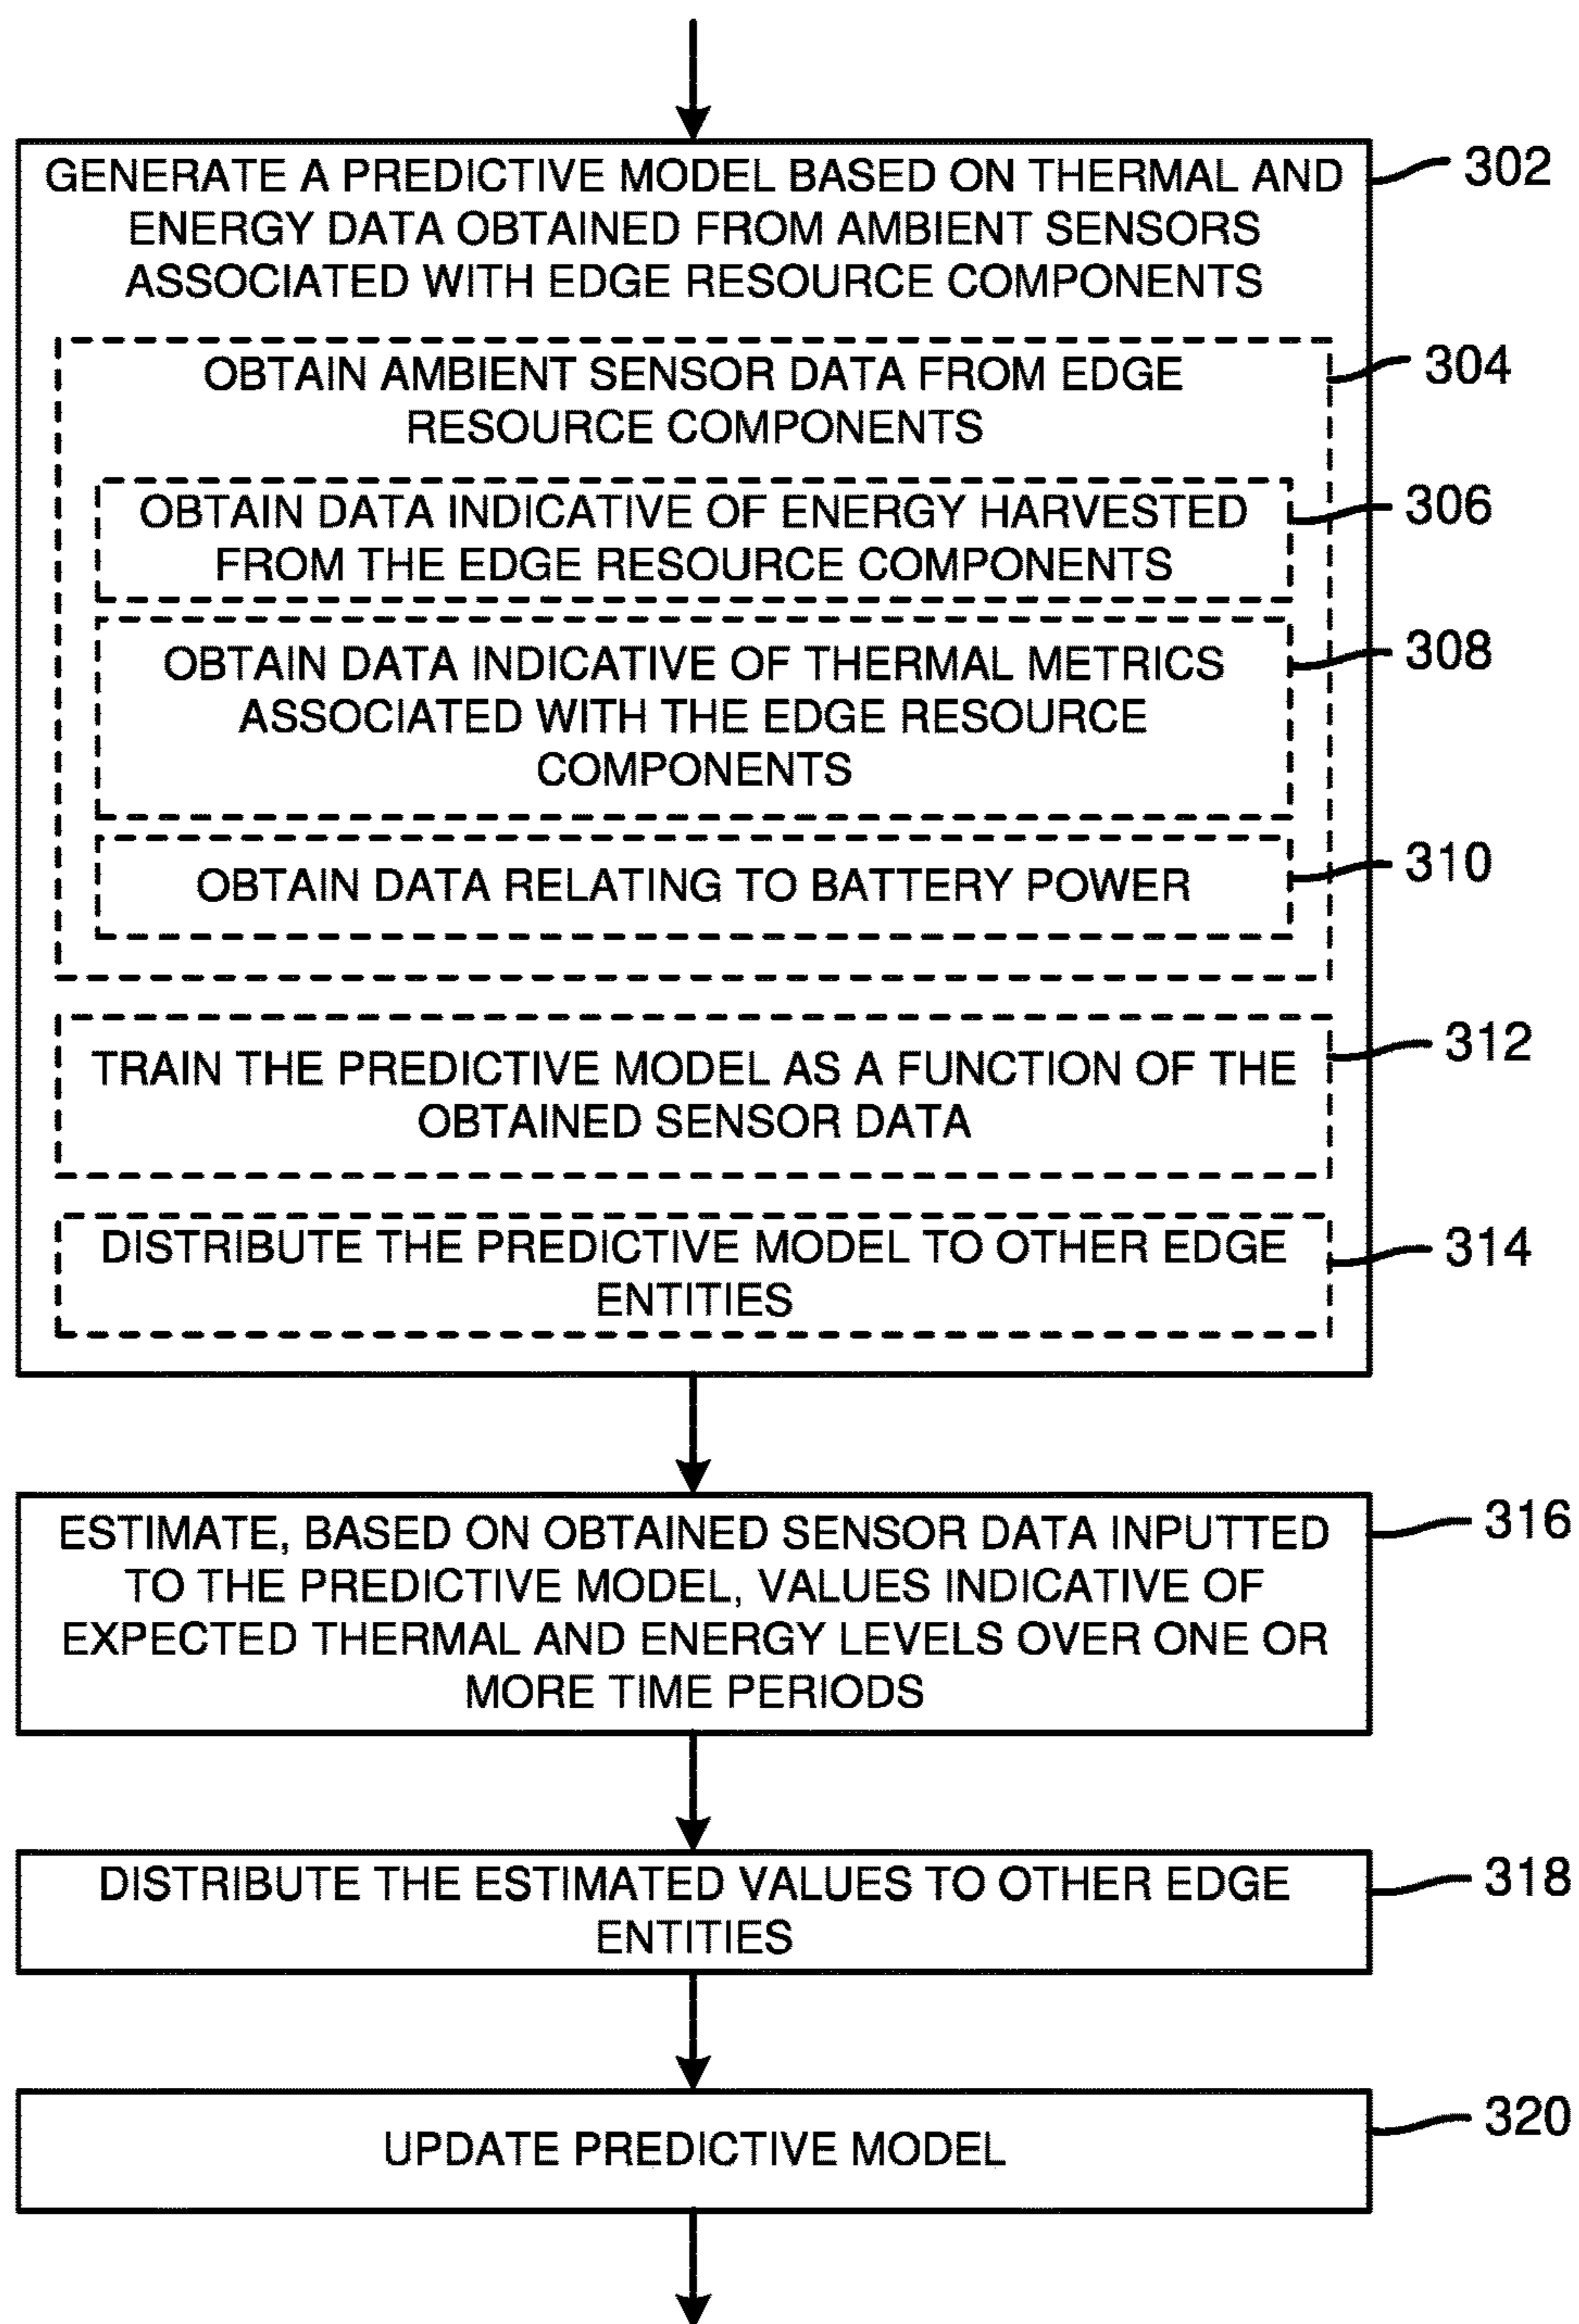 GENERATE A PREDICTIVE MODEL BASED ON THERMAL AND
ENERGY DATA OBTAINED FROM AMBIENT SENSORS
ASSOCIATED WITH EDGE RESOURCE COMPONENTS
302
OBTAIN AMBIENT SENSOR DATA FROM EDGE
RESOURCE COMPONENTS
304
OBTAIN DATA INDICATIVE OF ENERGY HARVESTED
FROM THE EDGE RESOURCE COMPONENTS
306
OBTAIN DATA INDICATIVE OF THERMAL METRICS
ASSOCIATED WITH THE EDGE RESOURCE
COMPONENTS
308
OBTAIN DATA RELATING TO BATTERY POWER
310
TRAIN THE PREDICTIVE MODEL AS A FUNCTION OF THE
OBTAINED SENSOR DATA
312
DISTRIBUTE THE PREDICTIVE MODEL TO OTHER EDGE
ENTITIES
314
ESTIMATE, BASED ON OBTAINED SENSOR DATA INPUTTED
TO THE PREDICTIVE MODEL, VALUES INDICATIVE OF
EXPECTED THERMAL AND ENERGY LEVELS OVER ONE OR
MORE TIME PERIODS
316
DISTRIBUTE THE ESTIMATED VALUES TO OTHER EDGE
ENTITIES
318
UPDATE PREDICTIVE MODEL
320